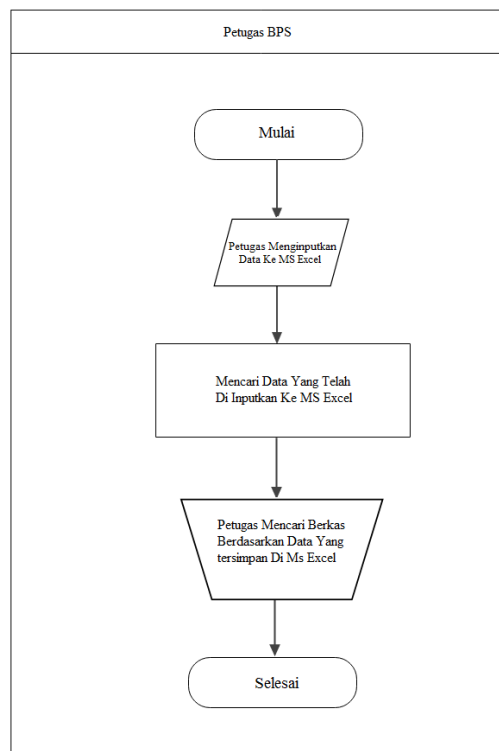 Petugas BPS
Mulai
Petugas Menginputkan
Data Ke MS Excel
Mencari Data Yang Telah
Di Inputkan Ke MS Excel
Petugas Mencari Berkas
Berdasarkan Data Yang
tersimpan Di Ms Excel
Selesai